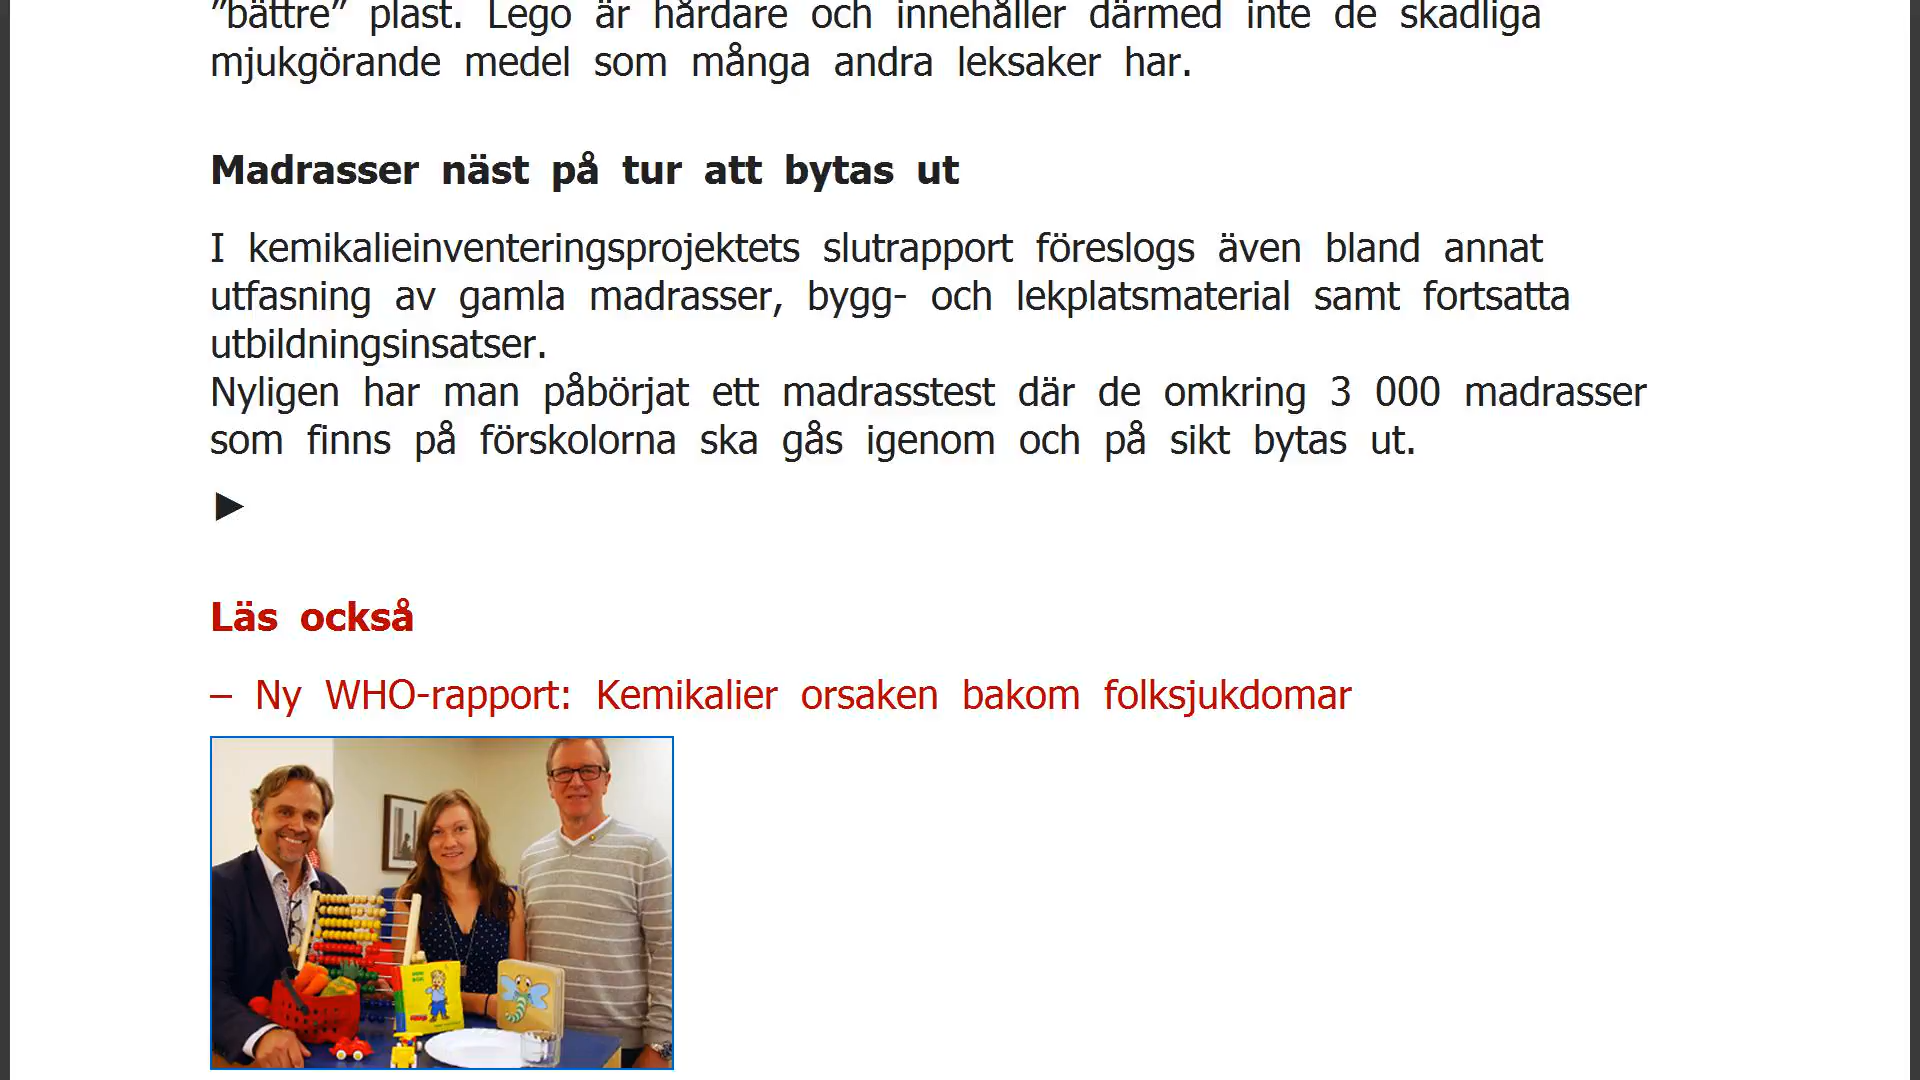 ”bättre” plast. Lego är hårdare och innehåller därmed inte de skadliga
mjukgörande medel som många andra leksaker har.
Madrasser näst på tur att bytas ut
I kemikalieinventeringsprojektets slutrapport föreslogs även bland annat
utfasning av gamla madrasser, bygg- och lekplatsmaterial samt fortsatta
utbildningsinsatser.
Nyligen har man påbörjat ett madrasstest där de omkring 3 000 madrasser
som finns på förskolorna ska gås igenom och på sikt bytas ut.
►
Läs också
– Ny WHO-rapport: Kemikalier orsaken bakom folksjukdomar